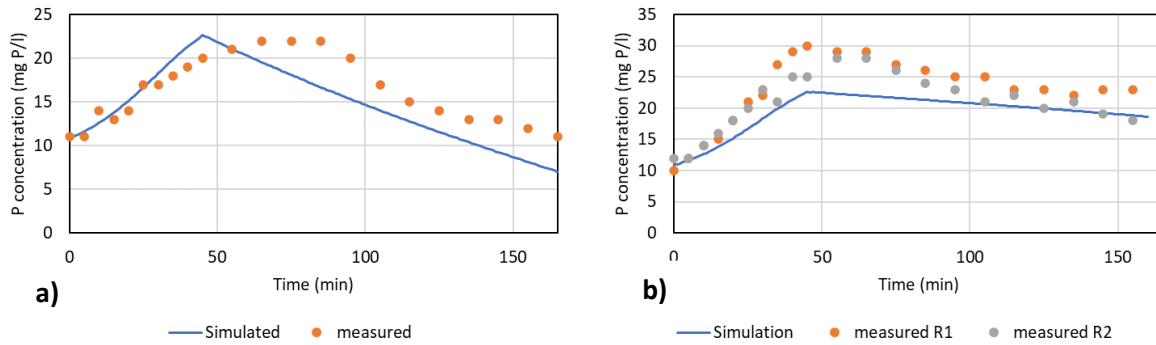 P concentration (mg P/l)
25
20
15
10
5
0
0 50 100 150
Time (min)
a)
Simulated measured
P concentration (mg P/l)
35
30
25
20
15
10
5
0
0 50 100 150
Time (min)
b)
Simulation measured R1 measured R2